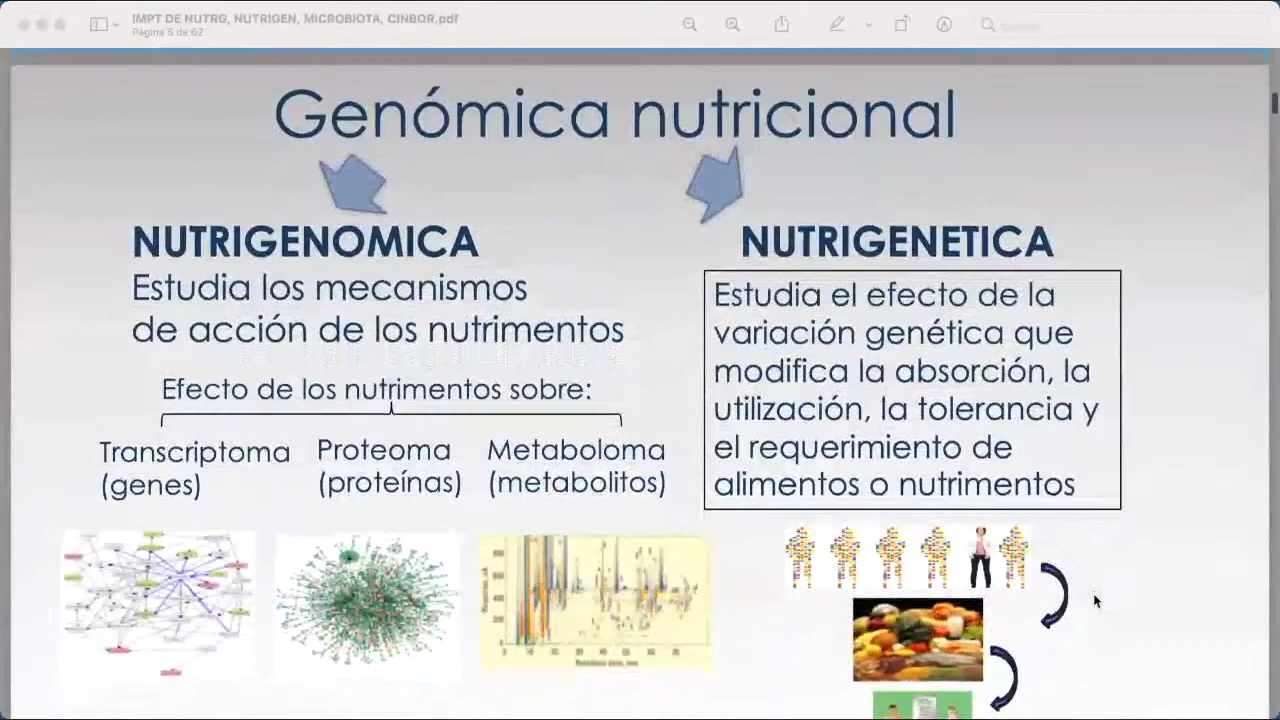 IMPT DE NUTRG, NUTRIGEN, MICROBIOTA, CINBOR.pdf
Página 5 de 62
Genómica nutricional
NUTRIGENOMICA
Estudia los mecanismos
de acción de los nutrimentos
Efecto de los nutrimentos sobre:
Transcriptoma
(genes)
Proteoma
(proteínas)
Metaboloma
(metabolitos)
NUTRIGENETICA
Estudia el efecto de la
variación genética que
modifica la absorción, la
utilización, la tolerancia y
el requerimiento de
alimentos o nutrimentos